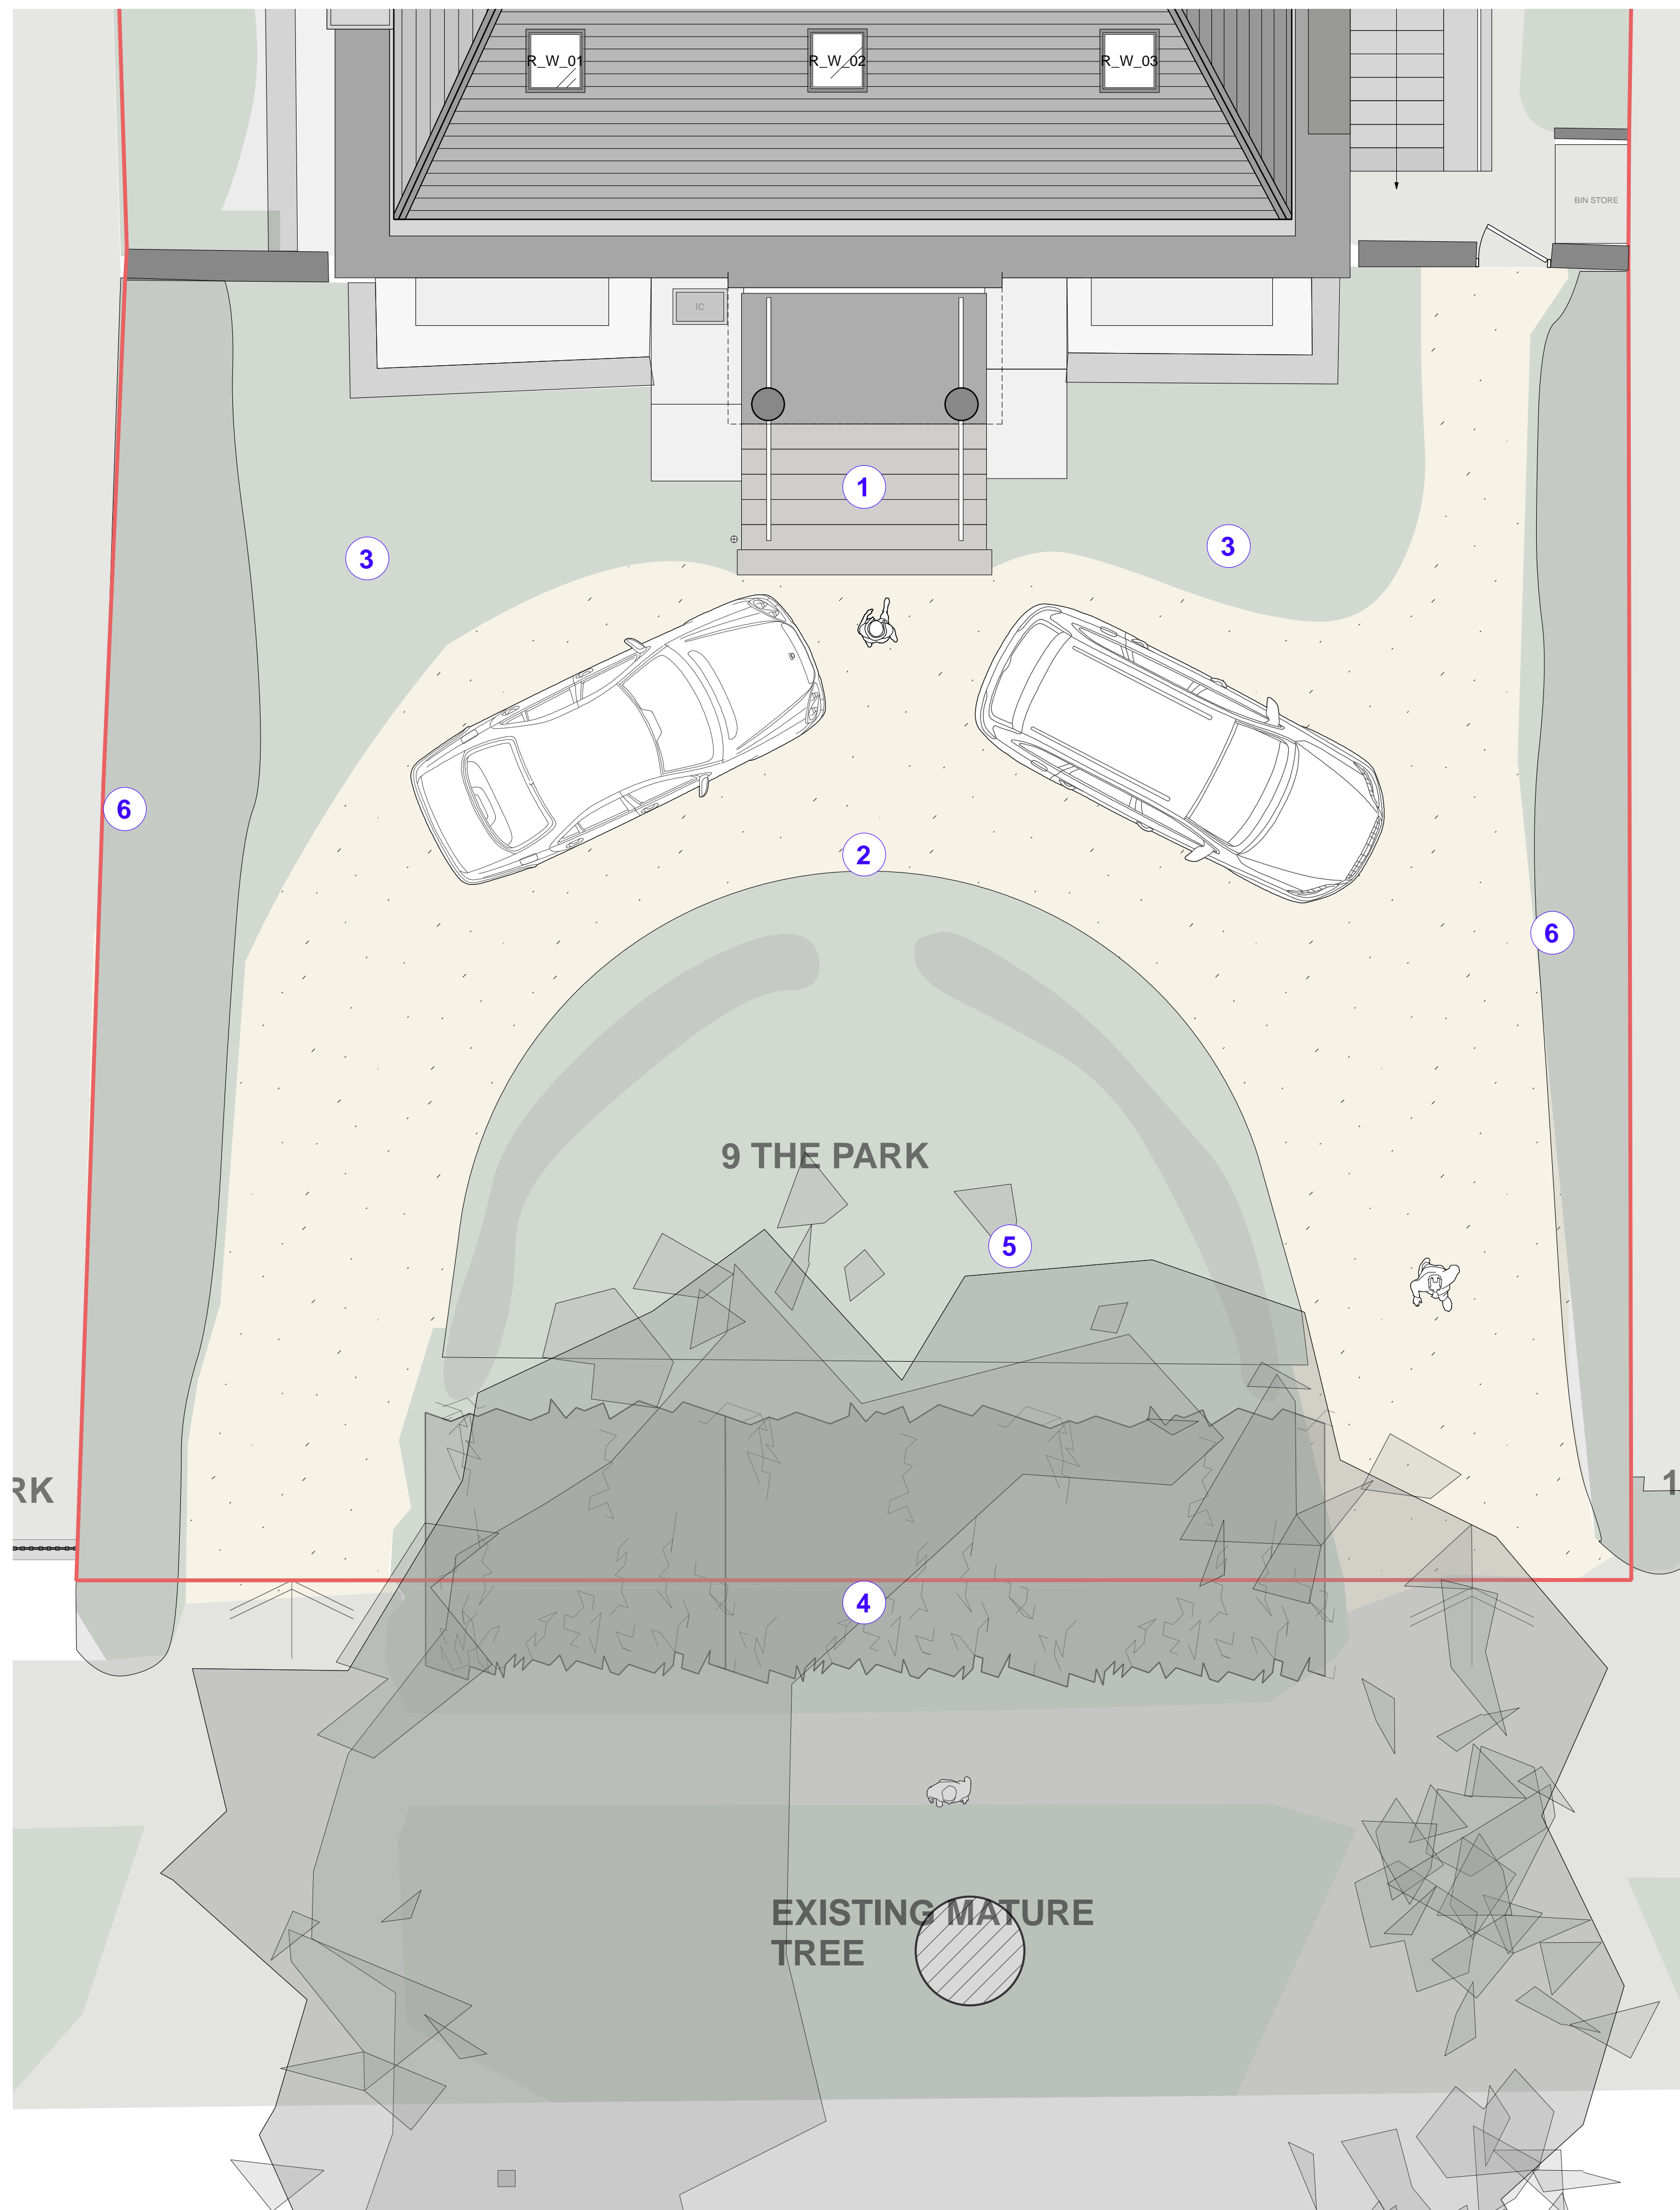 R_W_01
R_W_02
R_W_03
BIN STORE
IC
1
3
3
6
2
6
9 THE PARK
5
RK
1
4
EXISTING MATURE
TREE